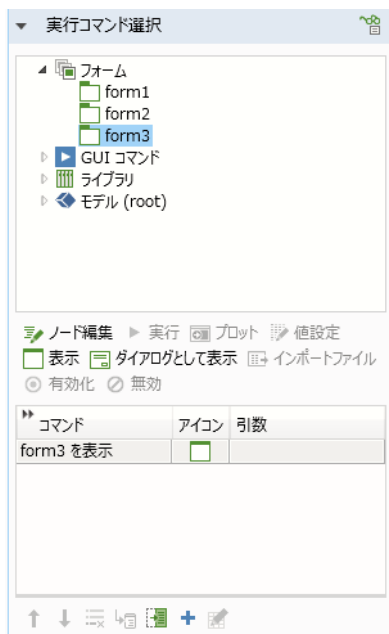 実行コマンド選択
フォーム
form1
form2
form3
GUI コマンド
ライブラリ
モデル (root)
ノード編集 実行 プロット 値設定
表示 ダイアログとして表示 インポートファイル
有効化 無効
コマンド アイコン 引数
form3 を表示